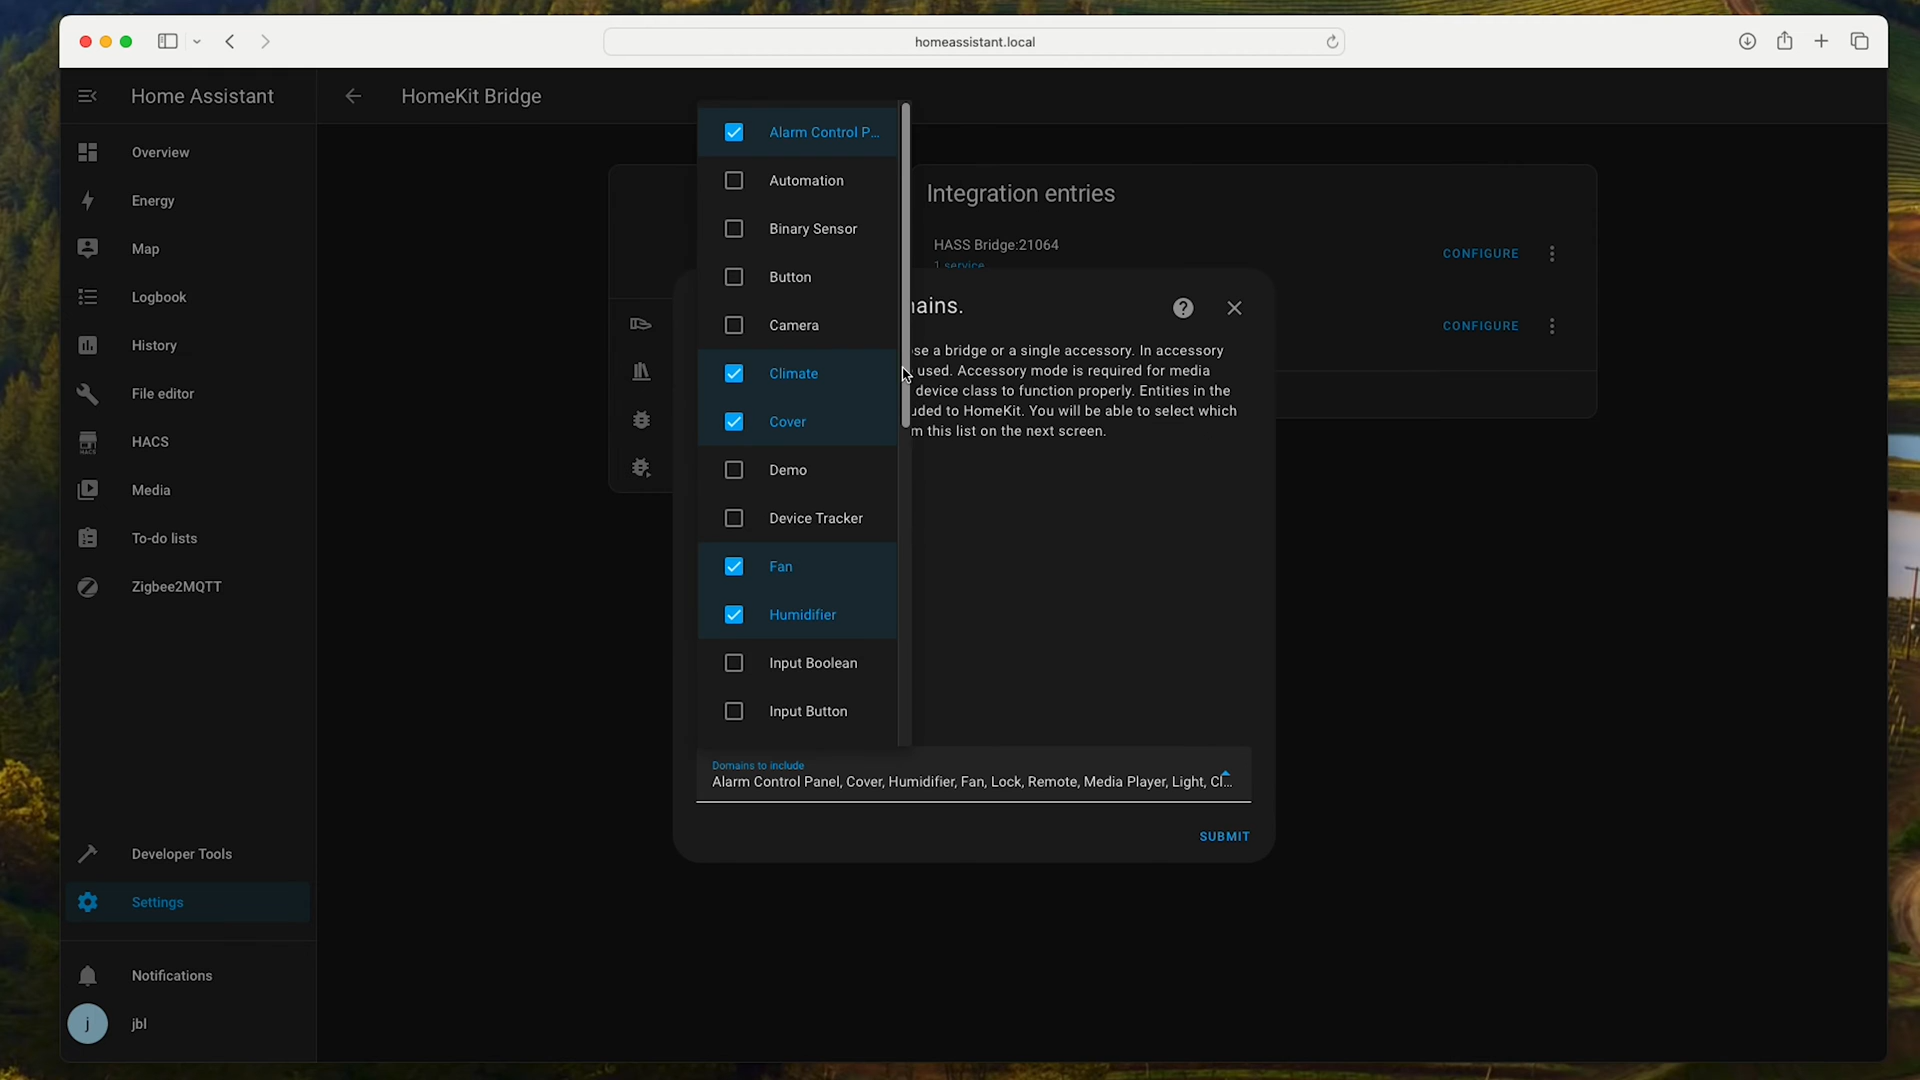 homeassistant.local
Home Assistant
HomeKit Bridge
Overview
Energy
Map
Logbook
History
File editor
HACS
HACS
Media
To-do lists
Zigbee2MQTT
Developer Tools
Settings
Notifications
j
jbl
Alarm Control P...
Automation
Binary Sensor
Button
Camera
Climate
Cover
Demo
Device Tracker
Fan
Humidifier
Input Boolean
Input Button
Integration entries
HASS Bridge:21064
1 service
CONFIGURE
CONFIGURE
ains.
?
se a bridge or a single accessory. In accessory
used. Accessory mode is required for media
device class to function properly. Entities in the
uded to HomeKit. You will be able to select which
m this list on the next screen.
Domains to include
Alarm Control Panel, Cover, Humidifier, Fan, Lock, Remote, Media Player, Light, Cl...
SUBMIT